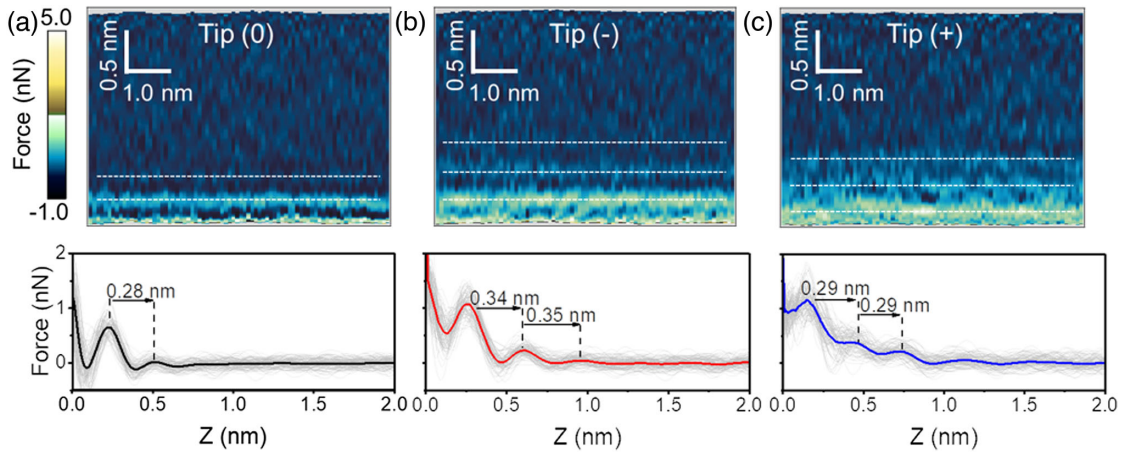 (a)
5.0
Force (nN)
-1.0
Tip (0)
0.5 nm
1.0 nm
(b)
Tip (-)
0.5 nm
1.0 nm
(c)
Tip (+)
0.5 nm
1.0 nm
2
1
0
Force (nN)
0.28 nm
0.0 0.5 1.0 1.5 2.0
Z (nm)
0.34 nm
0.35 nm
0.0 0.5 1.0 1.5 2.0
Z (nm)
0.29 nm
0.29 nm
0.0 0.5 1.0 1.5 2.0
Z (nm)